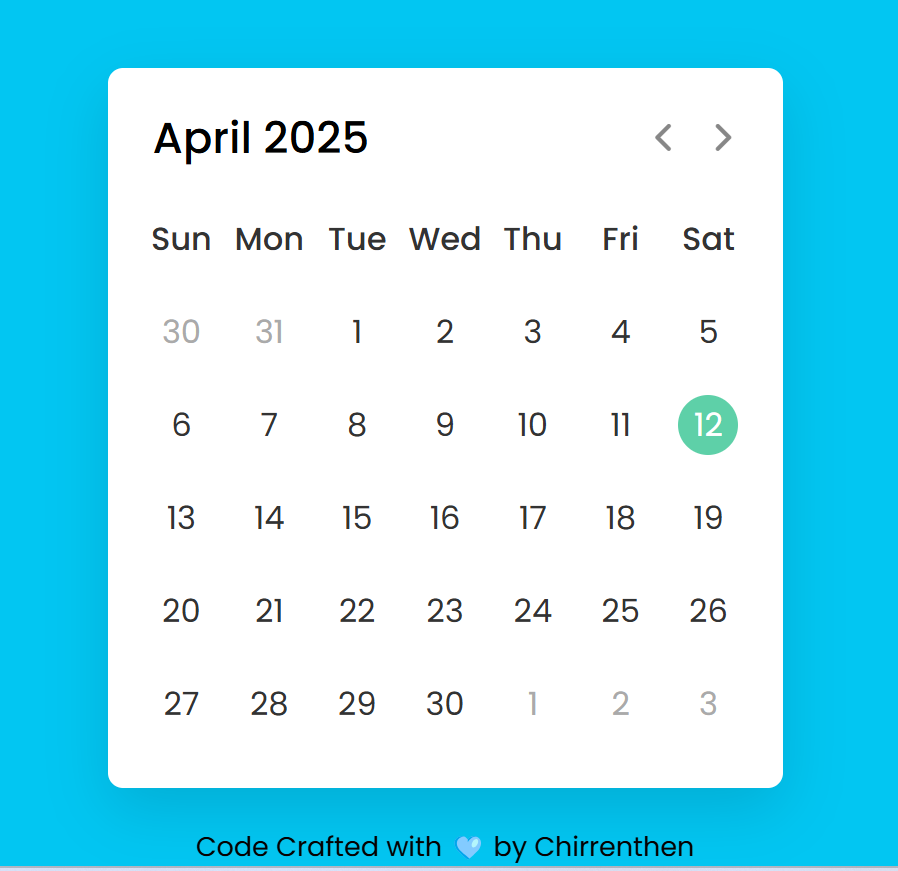 April 2025
Sun Mon Tue Wed Thu Fri Sat
30 31 1 2 3 4 5
6 7 8 9 10 11 12
13 14 15 16 17 18 19
20 21 22 23 24 25 26
27 28 29 30 1 2 3
Code Crafted with 🩵 by Chirrenthen